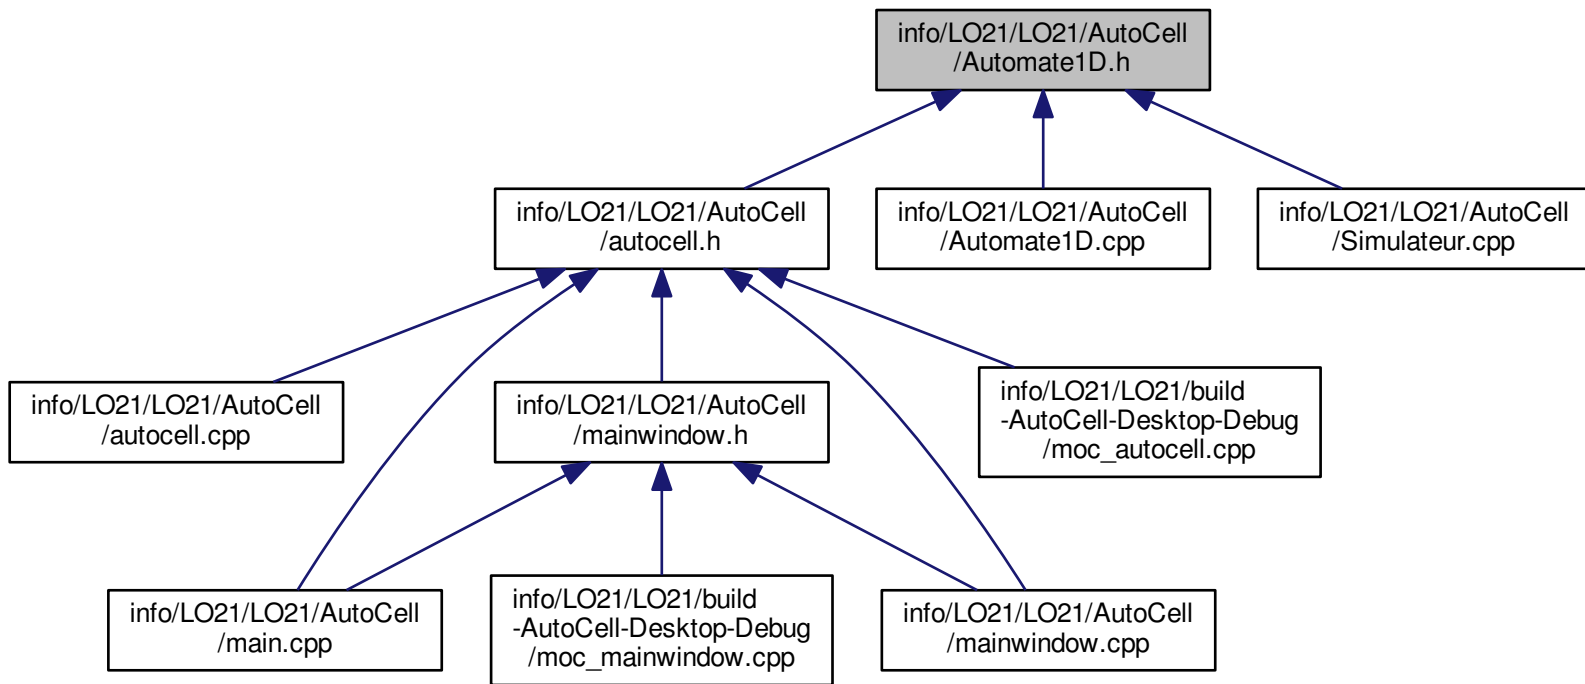 info/LO21/LO21/AutoCell
/Automate1D.h
info/LO21/LO21/AutoCell
/autocell.h
info/LO21/LO21/AutoCell
/Automate1D.cpp
info/LO21/LO21/AutoCell
/Simulateur.cpp
info/LO21/LO21/AutoCell
/autocell.cpp
info/LO21/LO21/AutoCell
/mainwindow.h
info/LO21/LO21/build
-AutoCell-Desktop-Debug
/moc_autocell.cpp
info/LO21/LO21/AutoCell
/main.cpp
info/LO21/LO21/build
-AutoCell-Desktop-Debug
/moc_mainwindow.cpp
info/LO21/LO21/AutoCell
/mainwindow.cpp